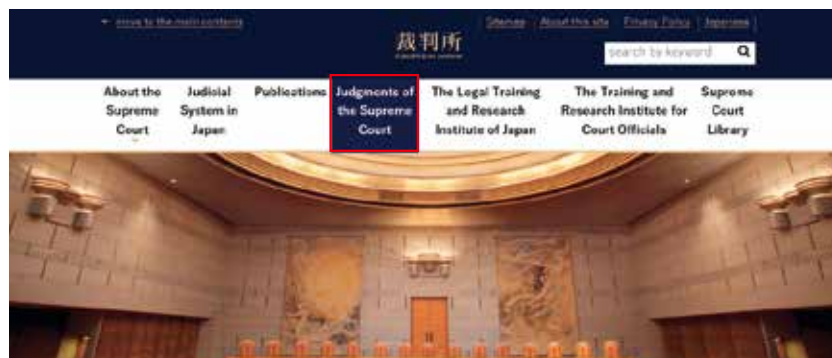 move to the main contents
Sitemap | About this site | Privacy Policy | Japanese |
裁判所
search by keyword
About the
Supreme
Court
Judicial
System in
Japan
Publications
Judgments of
the Supreme
Court
The Legal Training
and Research
Institute of Japan
The Training and
Research Institute for
Court Officials
Supreme
Court
Library